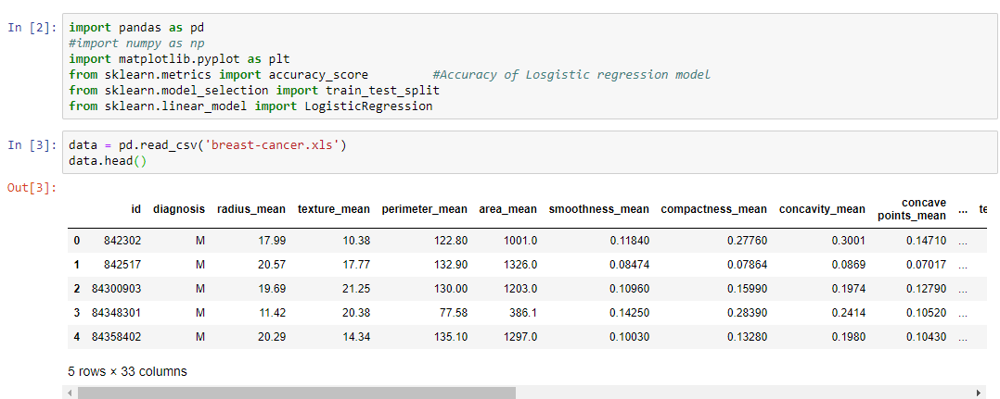 In [2]: import pandas as pd
#import numpy as np
import matplotlib.pyplot as plt
from sklearn.metrics import accuracy_score #Accuracy of Losgistic regression model
from sklearn.model_selection import train_test_split
from sklearn.linear_model import LogisticRegression
In [3]: data = pd.read_csv('breast-cancer.xls')
data.head()
Out[3]:
id diagnosis radius_mean texture_mean perimeter_mean area_mean smoothness_mean compactness_mean concavity_mean concave points_mean ... te
0 842302 M 17.99 10.38 122.80 1001.0 0.11840 0.27760 0.3001 0.14710 ...
1 842517 M 20.57 17.77 132.90 1326.0 0.08474 0.07864 0.0869 0.07017 ...
2 84300903 M 19.69 21.25 130.00 1203.0 0.10960 0.15990 0.1974 0.12790 ...
3 84348301 M 11.42 20.38 77.58 386.1 0.14250 0.28390 0.2414 0.10520 ...
4 84358402 M 20.29 14.34 135.10 1297.0 0.10030 0.13280 0.1980 0.10430 ...
5 rows × 33 columns